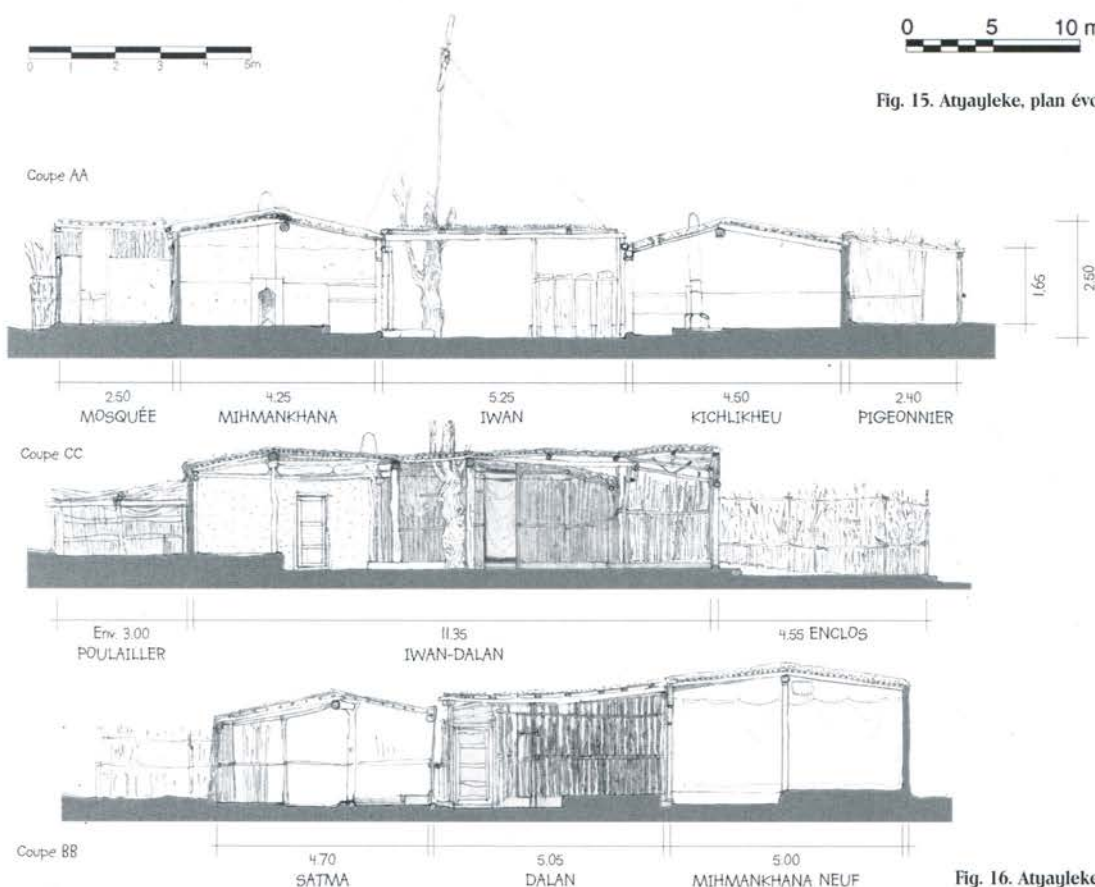 0 1 2 3 4 5m
0 5 10 m
Fig. 15. Atyayleke, plan évo
Coupe AA
1.65
2.50
2.50 4.25 5.25 4.50 2.40
MOSQUÉE MIHMANKHANA IWAN KICHLIKHEU PIGEONNIER
Coupe CC
Env. 3.00 11.35 4.55 ENCLOS
POULAILLER IWAN-DALAN
Coupe BB
4.70 5.05 5.00
SATMA DALAN MIHMANKHANA NEUF
Fig. 16. Atyayleke